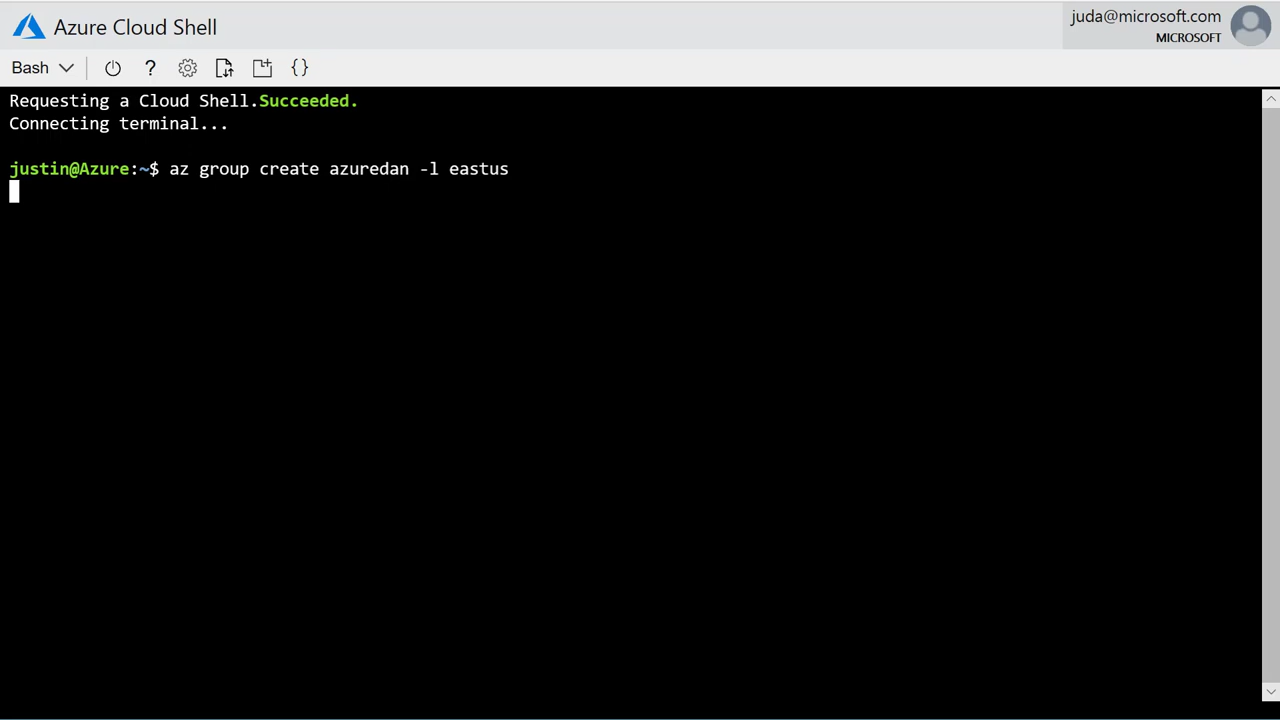 Azure Cloud Shell
juda@microsoft.com
MICROSOFT
Bash
?
{}
Requesting a Cloud Shell.Succeeded.
Connecting terminal...
justin@Azure:~$ az group create azuredan -l eastus